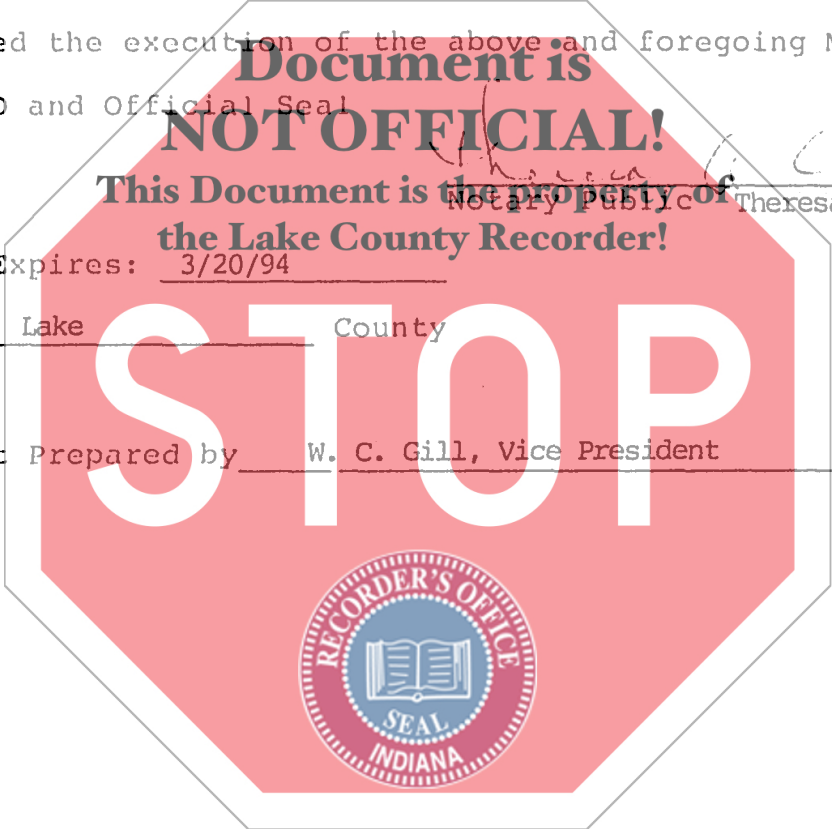 ed the execution of the above and foregoing M
Document is
and Official Seal
NOT OFFICIAL!
This Document is the property of
Notary Public Theresa
the Lake County Recorder!
Expires: 3/20/94
Lake County
STOP
Prepared by W. C. Gill, Vice President
RECORDER'S OFFICE
SEAL
INDIANA